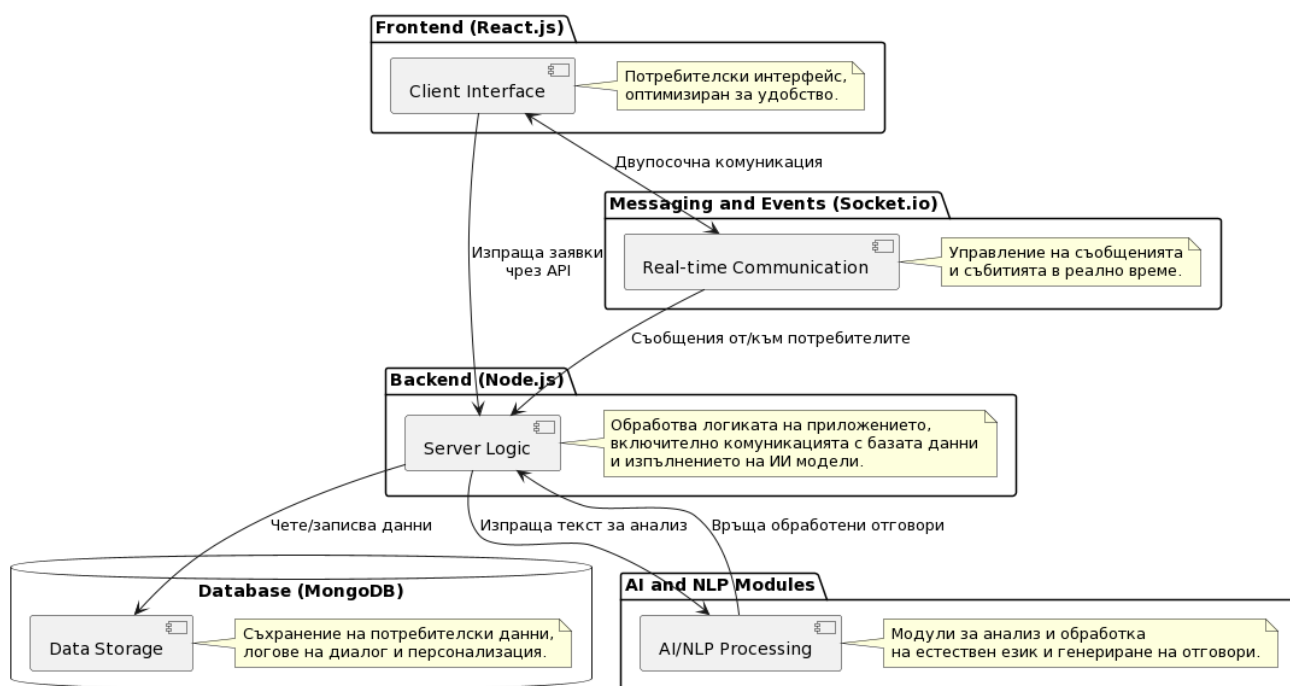 Frontend (React.js)
Client Interface
Потребителски интерфейс,
оптимизиран за удобство.
Двупосочна комуникация
Messaging and Events (Socket.io)
Изпраща заявки
чрез API
Real-time Communication
Управление на съобщенията
и събитията в реално време.
Съобщения от/към потребителите
Backend (Node.js)
Server Logic
Обработва логиката на приложението,
включително комуникацията с базата данни
и изпълнението на ИИ модели.
Чете/записва данни
Изпраща текст за анализ
Връща обработени отговори
Database (MongoDB)
Data Storage
Съхранение на потребителски данни,
логове на диалог и персонализация.
AI and NLP Modules
AI/NLP Processing
Модули за анализ и обработка
на естествен език и генериране на отговори.